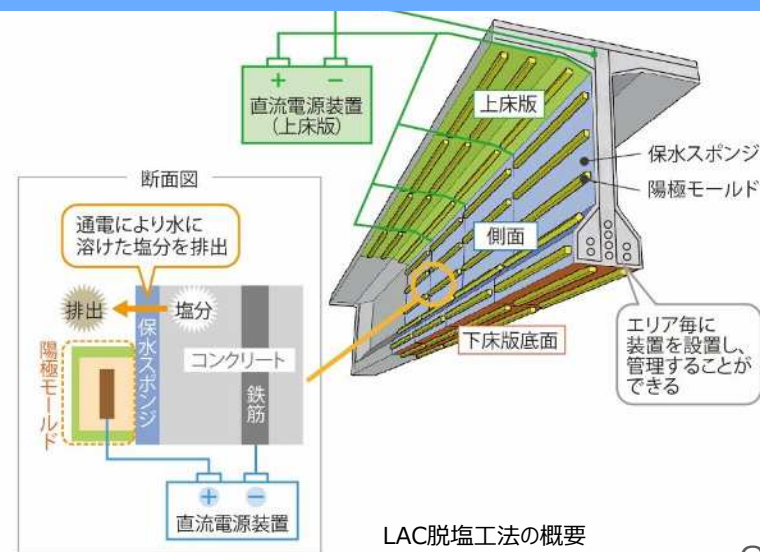 + −
直流電源装置
(上床版)
上床版
保水スポンジ
陽極モールド
側面
下床版底面
エリア毎に
装置を設置し、
管理することが
できる
断面図
通電により水に
溶けた塩分を排出
排出
塩分
保水スポンジ
コンクリート
鉄筋
陽極モールド
+ −
直流電源装置
LAC脱塩工法の概要